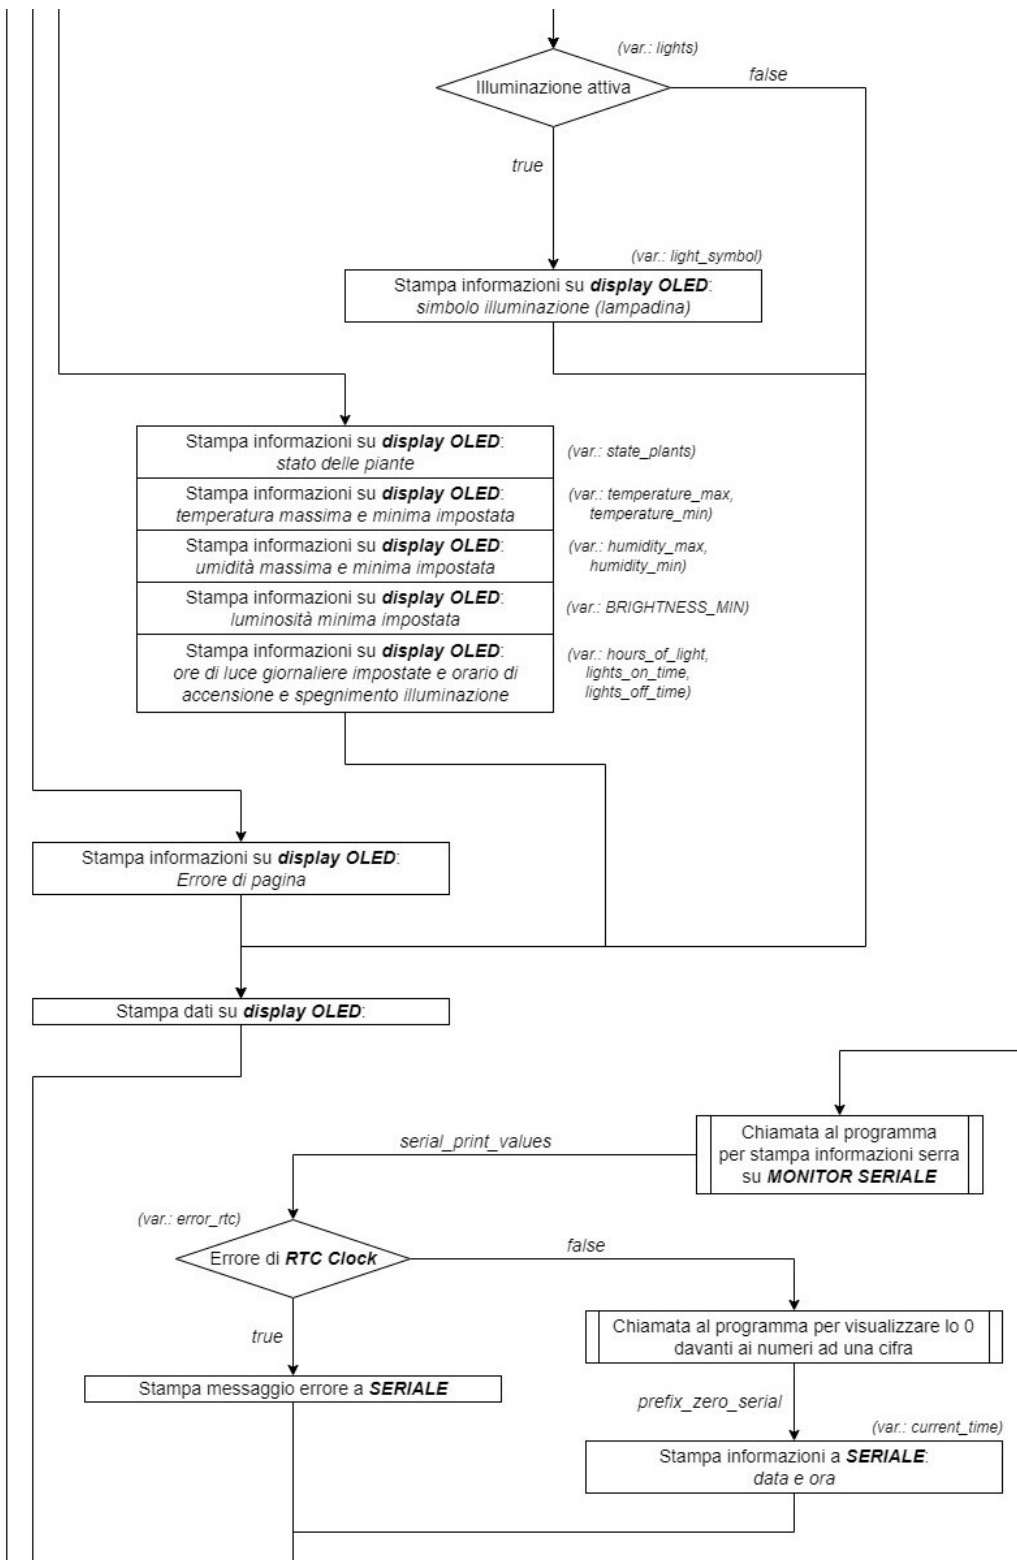 (var.: lights)
Illuminazione attiva
false
true
(var.: light_symbol)
Stampa informazioni su display OLED:
simbolo illuminazione (lampadina)
Stampa informazioni su display OLED:
stato delle piante
(var.: state_plants)
Stampa informazioni su display OLED:
temperatura massima e minima impostata
(var.: temperature_max,
temperature_min)
Stampa informazioni su display OLED:
umidità massima e minima impostata
(var.: humidity_max,
humidity_min)
Stampa informazioni su display OLED:
luminosità minima impostata
(var.: BRIGHTNESS_MIN)
Stampa informazioni su display OLED:
ore di luce giornaliere impostate e orario di
accensione e spegnimento illuminazione
(var.: hours_of_light,
lights_on_time,
lights_off_time)
Stampa informazioni su display OLED:
Errore di pagina
Stampa dati su display OLED:
Chiamata al programma
per stampa informazioni serra
su MONITOR SERIALE
serial_print_values
(var.: error_rtc)
Errore di RTC Clock
false
true
Chiamata al programma per visualizzare lo 0
davanti ai numeri ad una cifra
Stampa messaggio errore a SERIALE
prefix_zero_serial
(var.: current_time)
Stampa informazioni a SERIALE:
data e ora